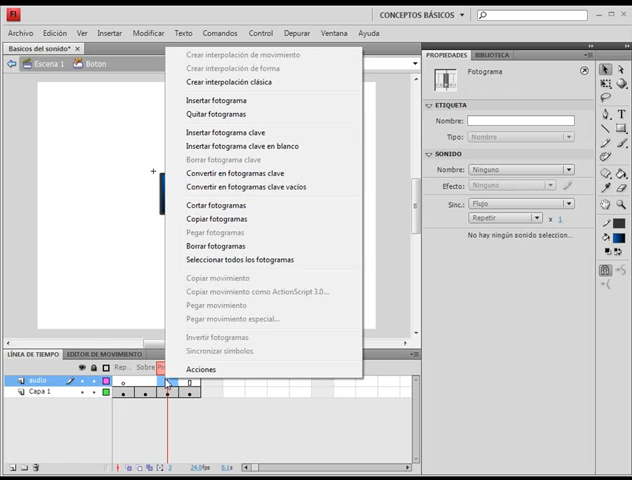 FL
CONCEPTOS BÁSICOS
Archivo Edición Ver Insertar Modificar Texto Comandos Control Depurar Ventana Ayuda
Basicos del sonido*
Escena 1 Boton
Crear interpolación de movimiento
Crear interpolación de forma
Crear interpolación clásica
Insertar fotograma
Quitar fotogramas
Insertar fotograma clave
Insertar fotograma clave en blanco
Borrar fotograma clave
Convertir en fotogramas clave
Convertir en fotogramas clave vacíos
Cortar fotogramas
Copiar fotogramas
Pegar fotogramas
Borrar fotogramas
Seleccionar todos los fotogramas
Copiar movimiento
Copiar movimiento como ActionScript 3.0...
Pegar movimiento
Pegar movimiento especial...
Invertir fotogramas
Sincronizar símbolos
Acciones
PROPIEDADES BIBLIOTECA
Fotograma
ETIQUETA
Nombre:
Tipo: Nombre
SONIDO
Nombre: Ninguno
Efecto: Ninguno
Sinc.: Flujo
Repetir x 1
No hay ningún sonido seleccion...
LÍNEA DE TIEMPO EDITOR DE MOVIMIENTO
Rep... Sobre Pre
audio
Capa 1
3 24.0fps 0.1s